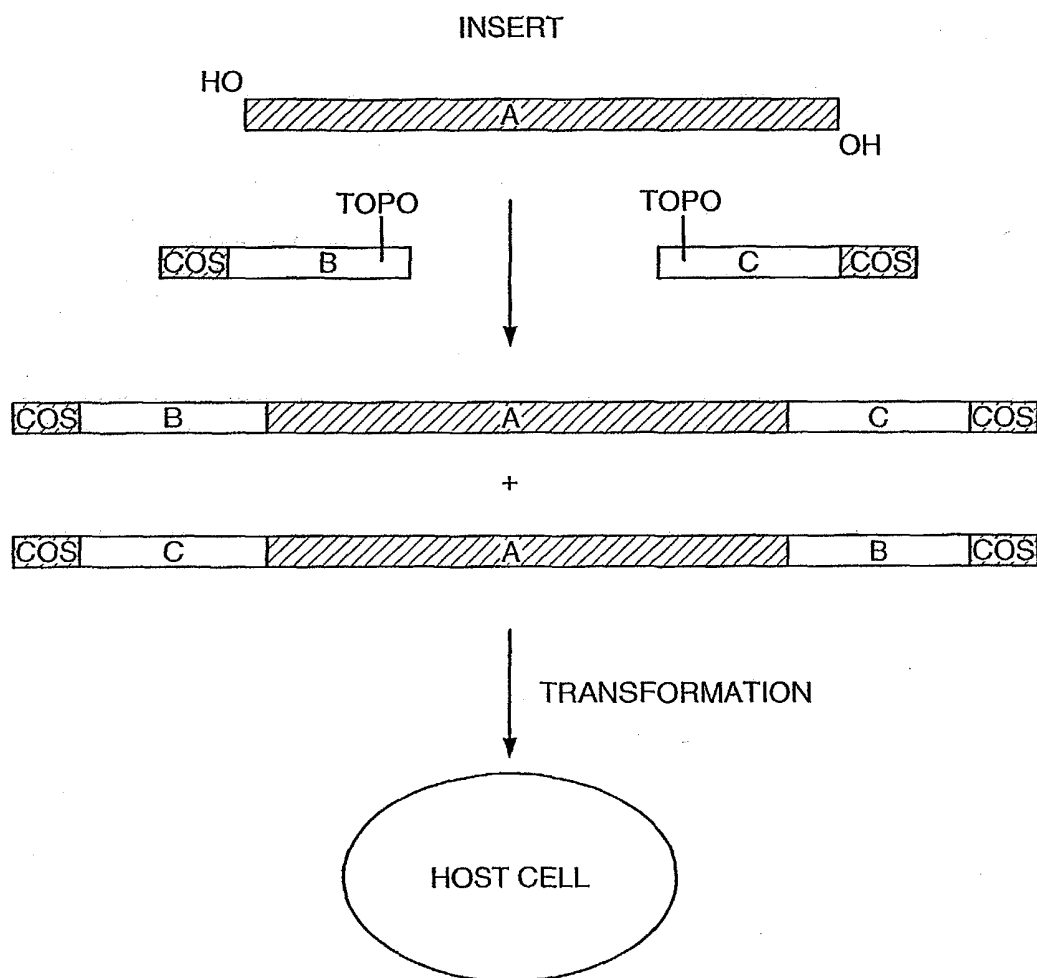 INSERT
HO
A
OH
TOPO TOPO
COS B C COS
COS B A C COS
+
COS C A B COS
TRANSFORMATION
HOST CELL